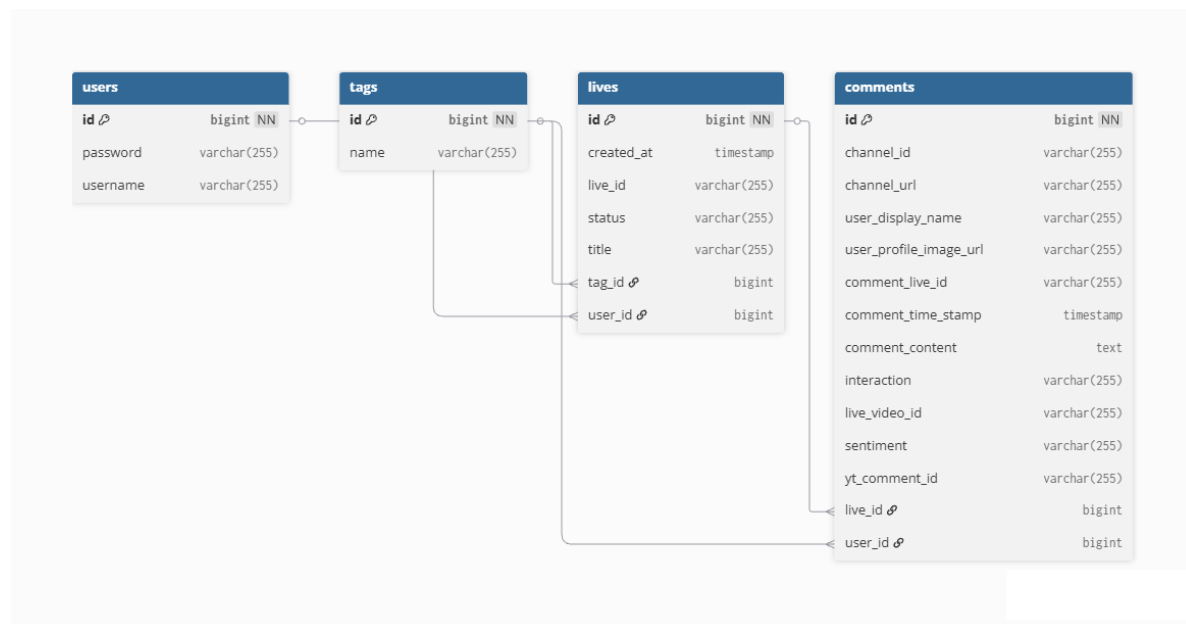 users
id bigint NN
password varchar(255)
username varchar(255)
tags
id bigint NN
name varchar(255)
lives
id bigint NN
created_at timestamp
live_id varchar(255)
status varchar(255)
title varchar(255)
tag_id bigint
user_id bigint
comments
id bigint NN
channel_id varchar(255)
channel_url varchar(255)
user_display_name varchar(255)
user_profile_image_url varchar(255)
comment_live_id varchar(255)
comment_time_stamp timestamp
comment_content text
interaction varchar(255)
live_video_id varchar(255)
sentiment varchar(255)
yt_comment_id varchar(255)
live_id bigint
user_id bigint